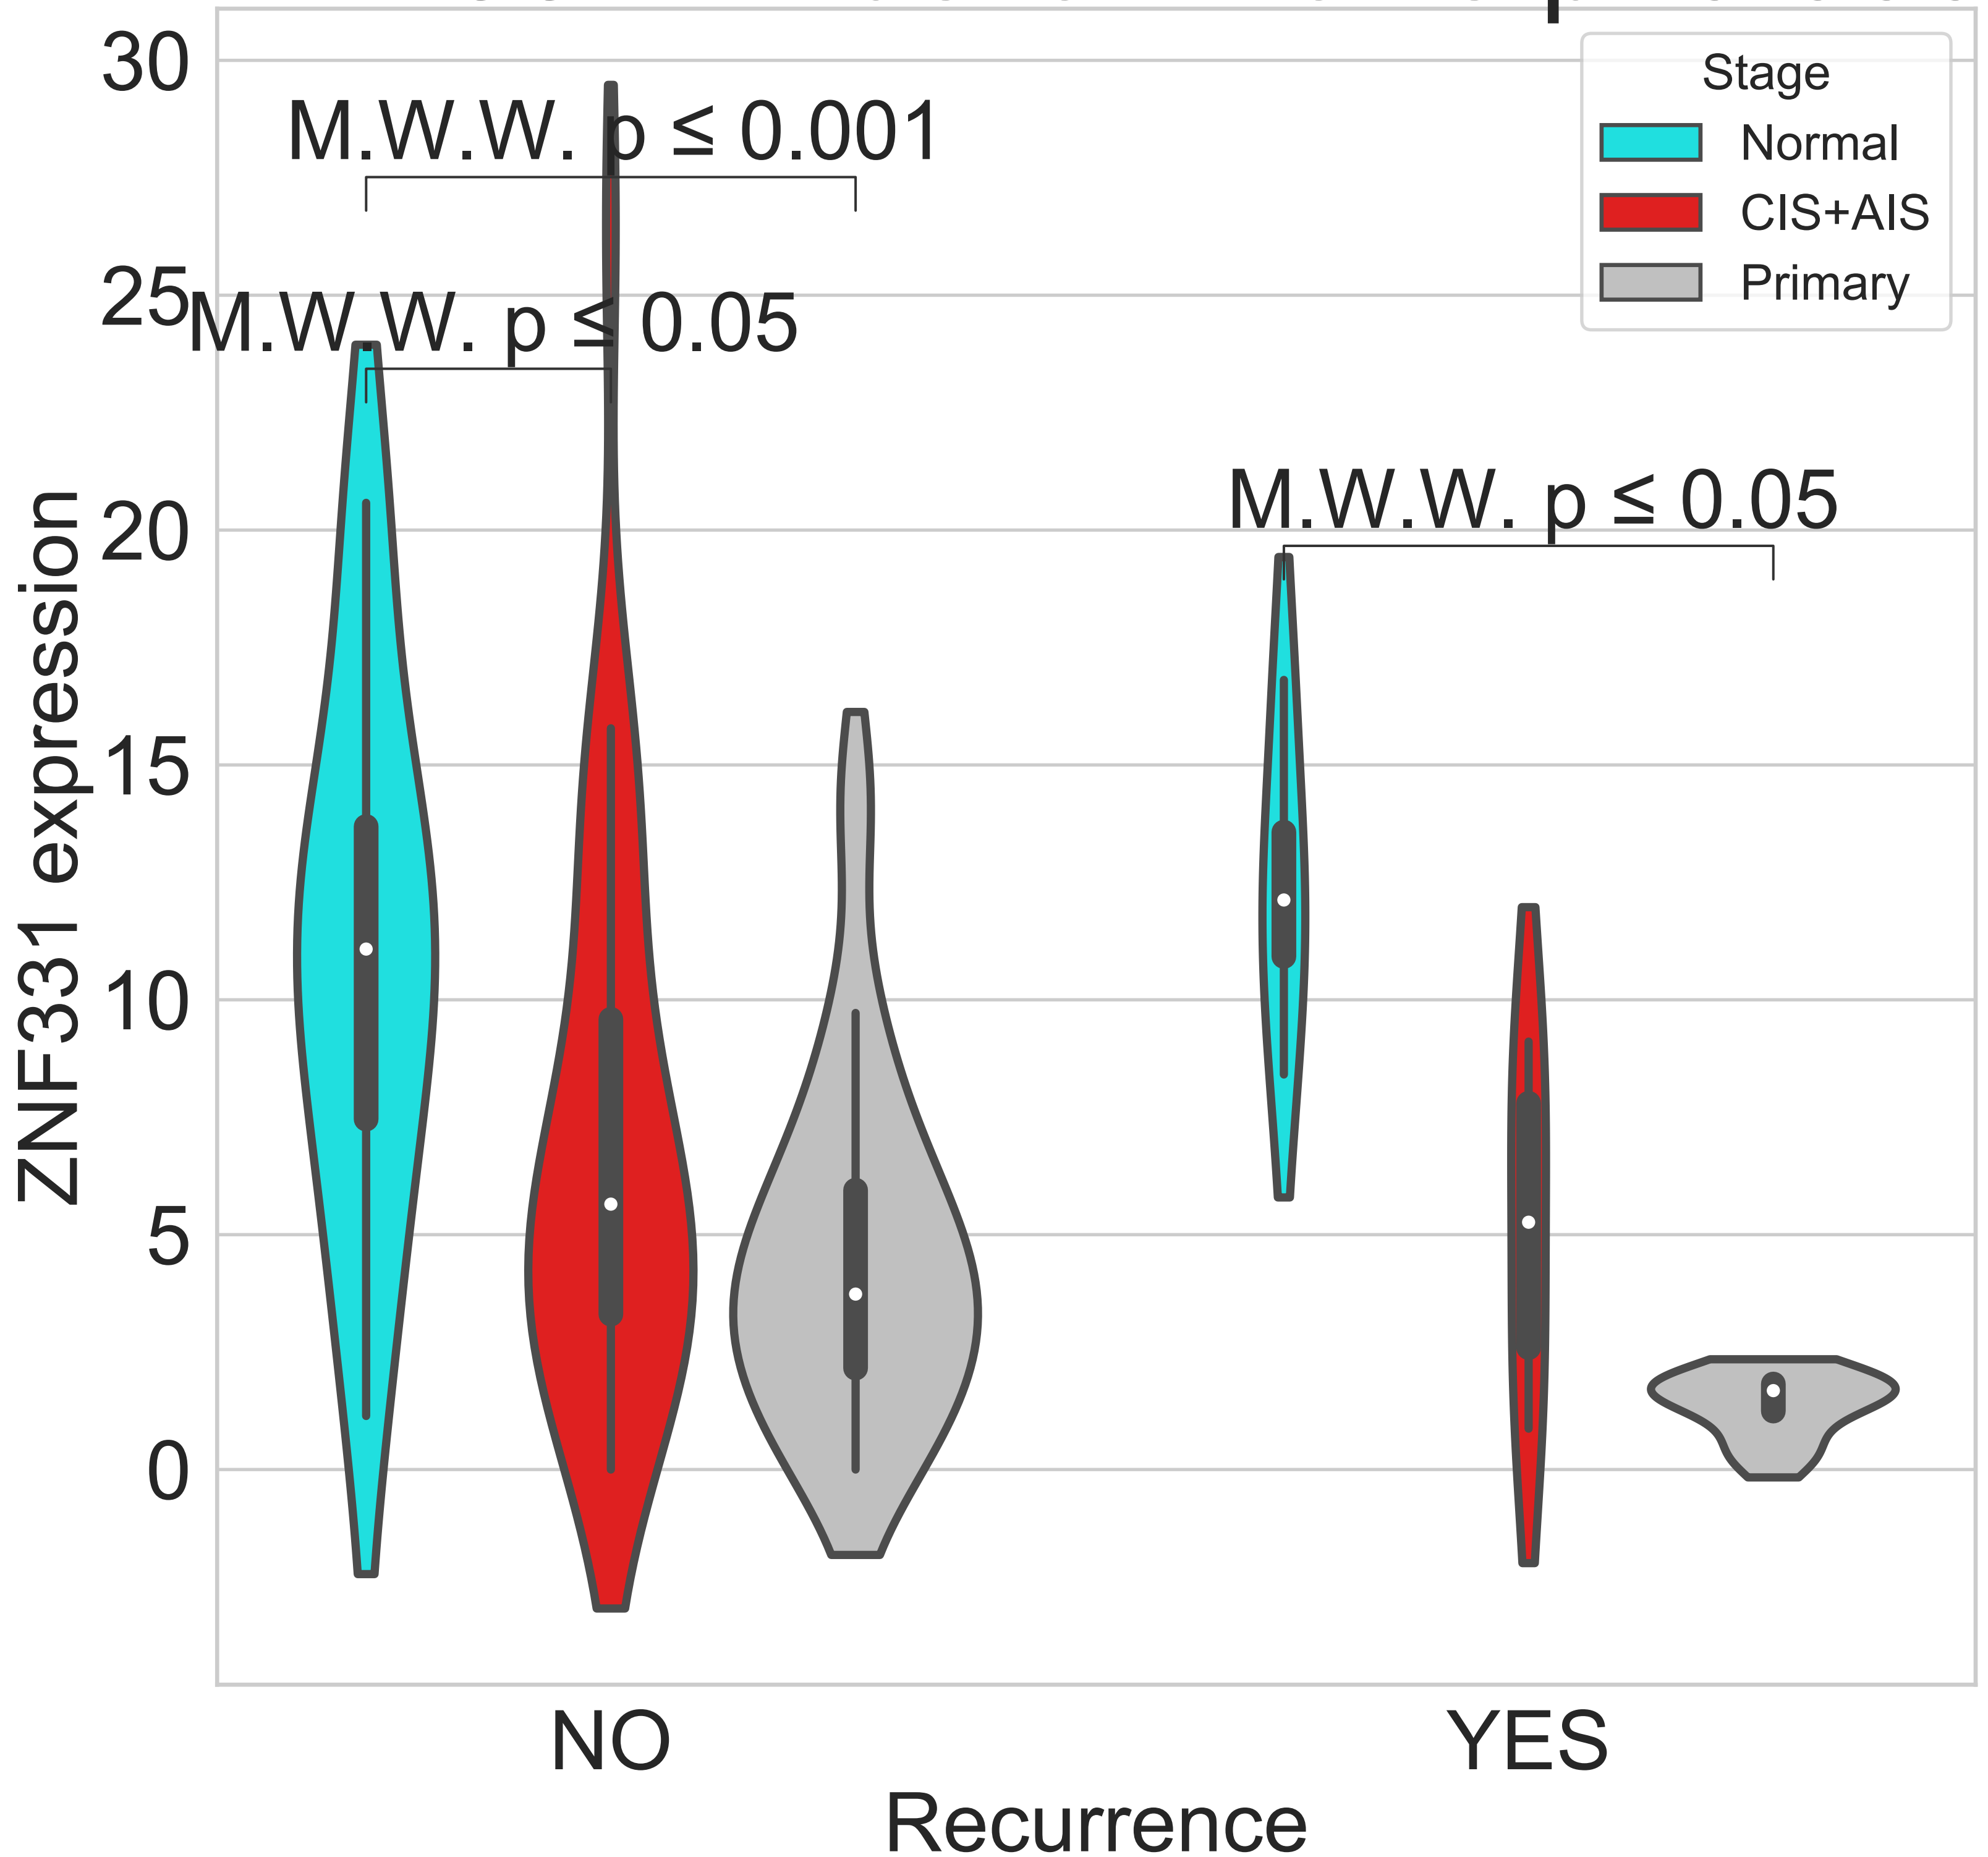 30
25
20
15
10
5
0
ZNF331 expression
M.W.W. p ≤ 0.001
M.W.W. p ≤ 0.05
M.W.W. p ≤ 0.05
Stage
Normal
CIS+AIS
Primary
NO
YES
Recurrence